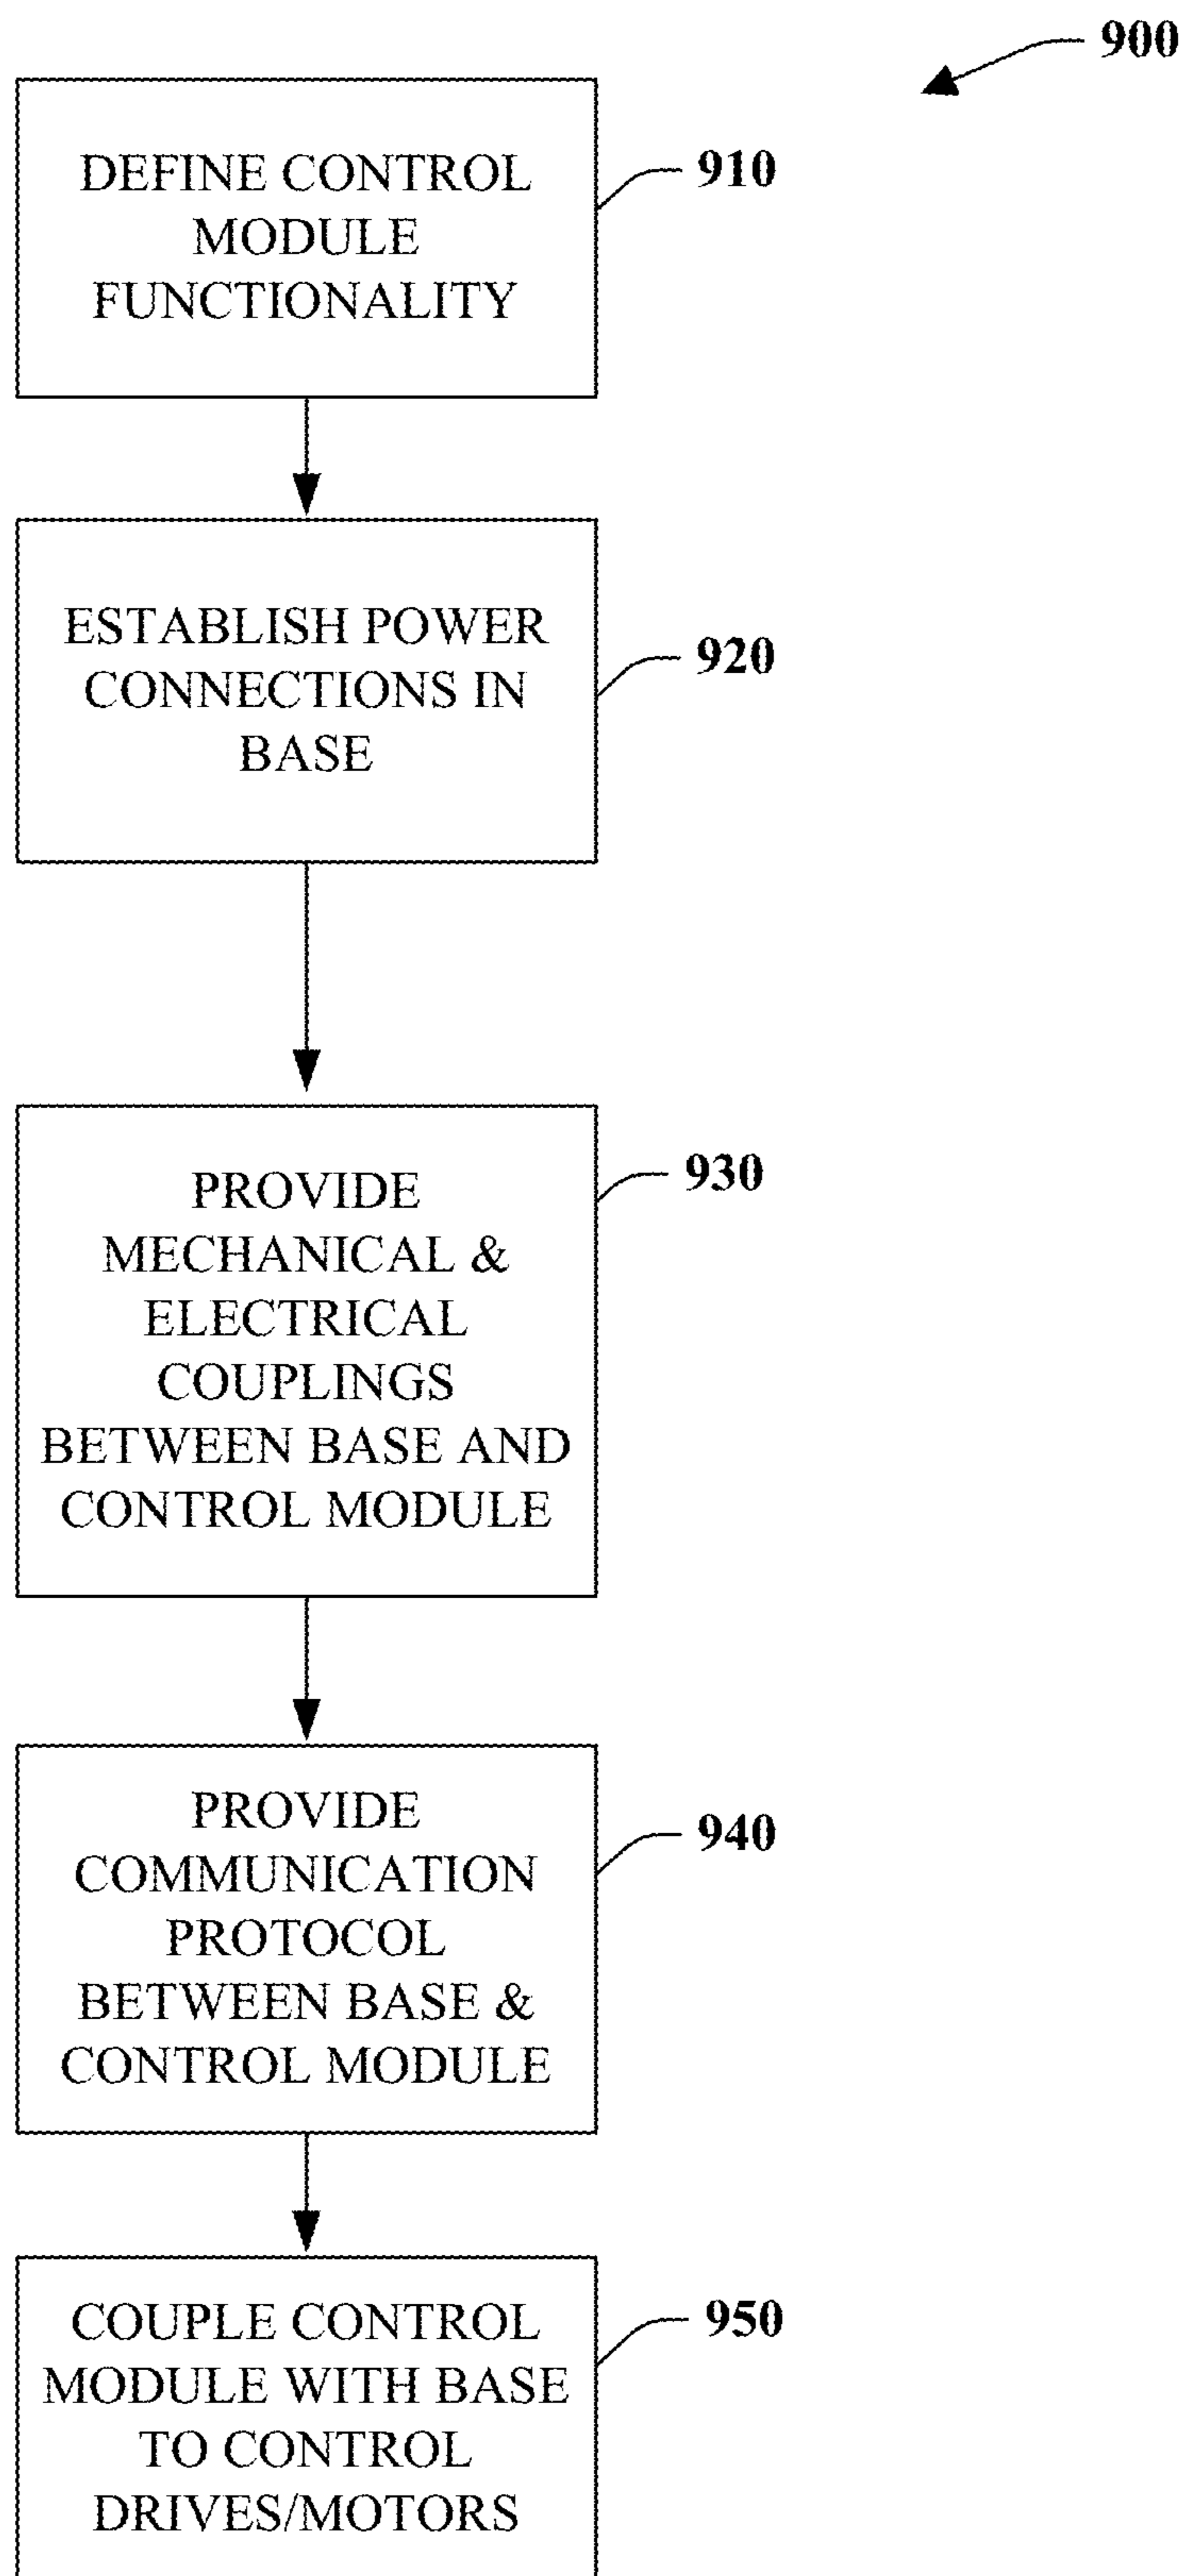 900
DEFINE CONTROL
MODULE
FUNCTIONALITY
910
ESTABLISH POWER
CONNECTIONS IN
BASE
920
PROVIDE
MECHANICAL &
ELECTRICAL
COUPLINGS
BETWEEN BASE AND
CONTROL MODULE
930
PROVIDE
COMMUNICATION
PROTOCOL
BETWEEN BASE &
CONTROL MODULE
940
COUPLE CONTROL
MODULE WITH BASE
TO CONTROL
DRIVES/MOTORS
950